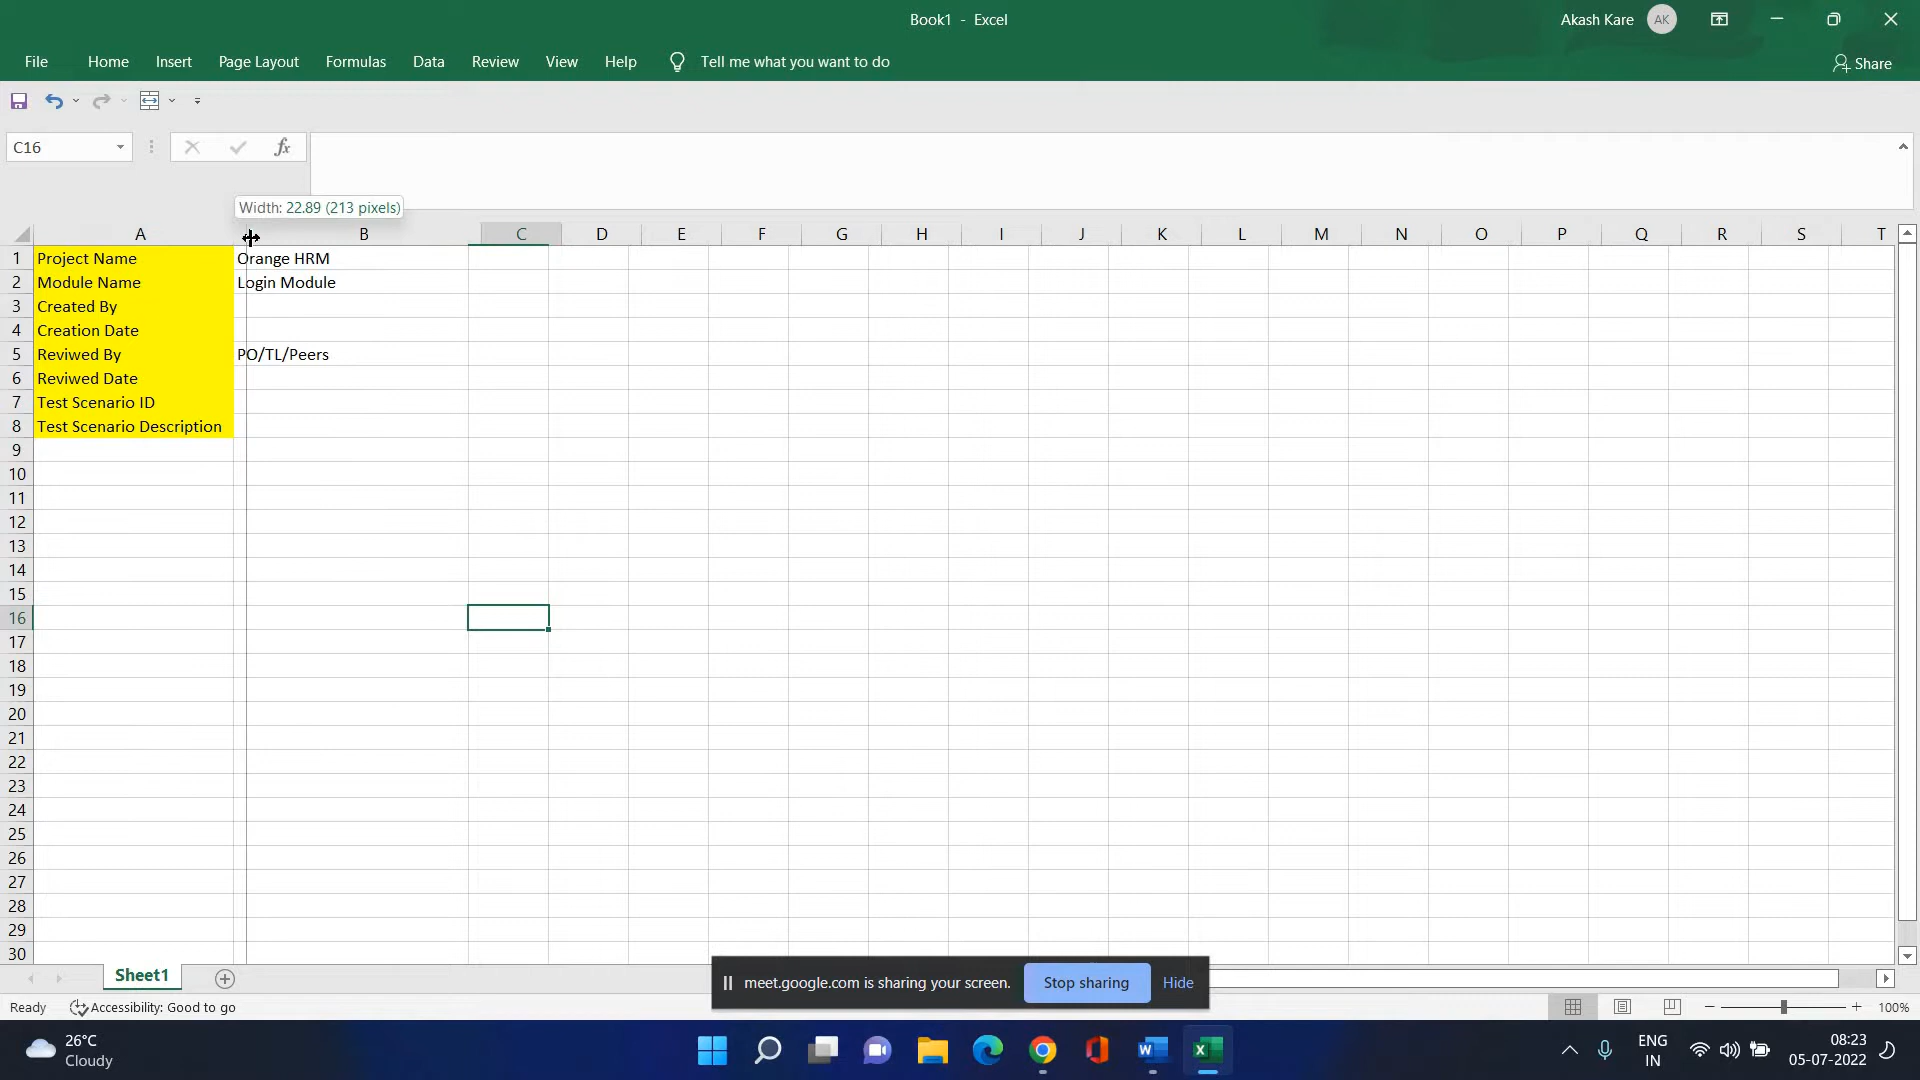 Book1 - Excel
Akash Kare AK
File Home Insert Page Layout Formulas Data Review View Help Tell me what you want to do
Share
C16
fx
Width: 22.89 (213 pixels)
A B C D E F G H I J K L M N O P Q R S T
1 Project Name Orange HRM
2 Module Name Login Module
3 Created By
4 Creation Date
5 Reviwed By PO/TL/Peers
6 Reviwed Date
7 Test Scenario ID
8 Test Scenario Description
9
10
11
12
13
14
15
16
17
18
19
20
21
22
23
24
25
26
27
28
29
30
Sheet1
meet.google.com is sharing your screen. Stop sharing Hide
Ready Accessibility: Good to go
100%
26°C
Cloudy
ENG
IN
08:23
05-07-2022